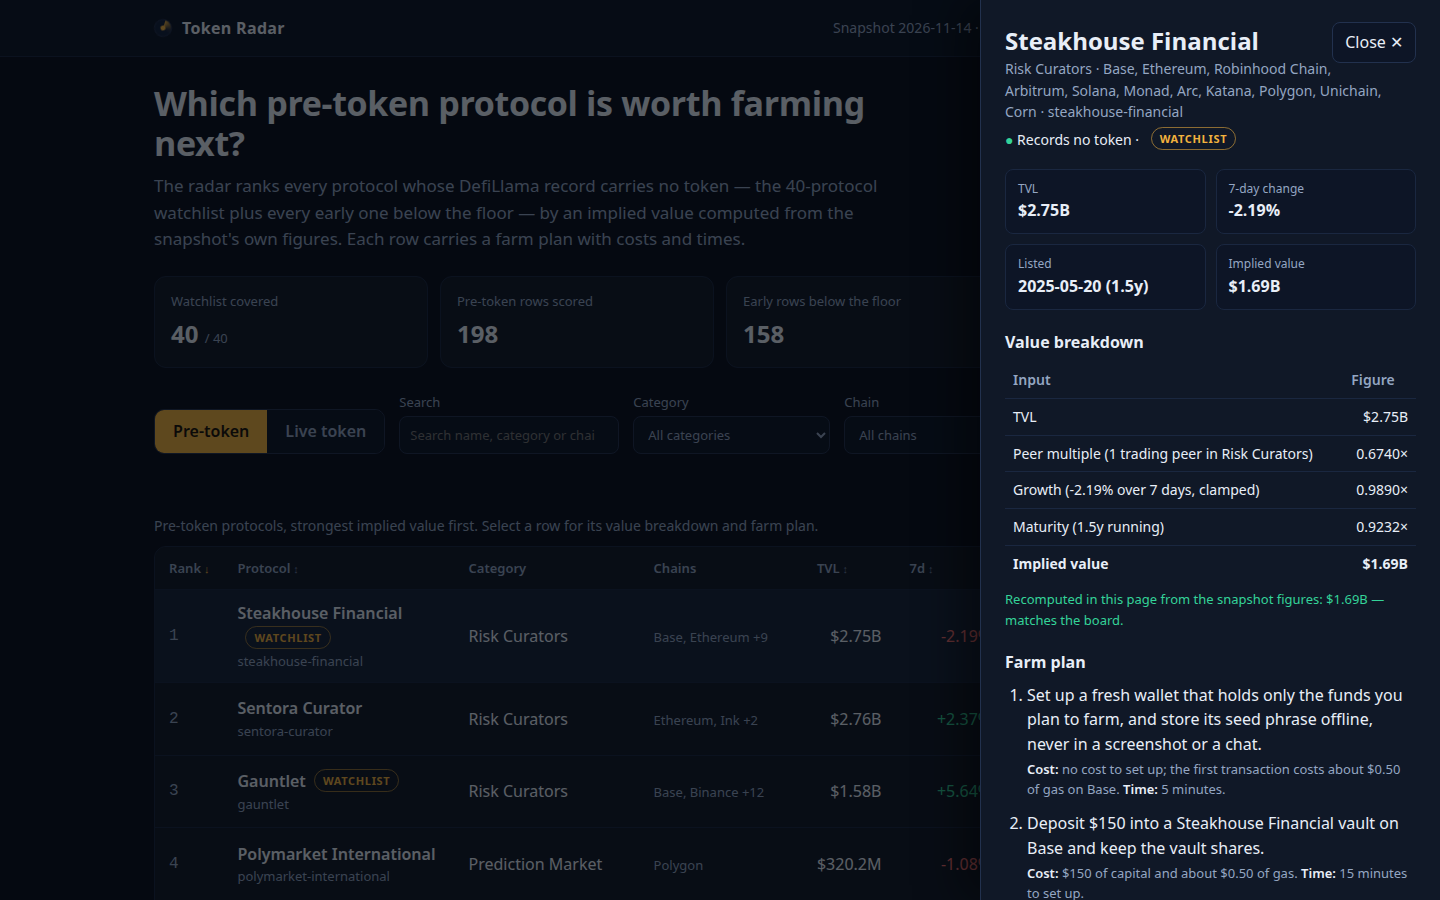 Token Radar
Snapshot 2026-11-14 ·
Which pre-token protocol is worth farming
next?
The radar ranks every protocol whose DefiLlama record carries no token — the 40-protocol
watchlist plus every early one below the floor — by an implied value computed from the
snapshot's own figures. Each row carries a farm plan with costs and times.
Watchlist covered
40 / 40
Pre-token rows scored
198
Early rows below the floor
158
Pre-token
Live token
Search
Search name, category or chai
Category
All categories
Chain
All chains
Pre-token protocols, strongest implied value first. Select a row for its value breakdown and farm plan.
Rank ↓ Protocol ↕ Category Chains TVL ↕ 7d ↕
1 Steakhouse Financial WATCHLIST steakhouse-financial Risk Curators Base, Ethereum +9 $2.75B -2.19
2 Sentora Curator sentora-curator Risk Curators Ethereum, Ink +2 $2.76B +2.37
3 Gauntlet WATCHLIST gauntlet Risk Curators Base, Binance +12 $1.58B +5.64
4 Polymarket International polymarket-international Prediction Market Polygon $320.2M -1.08
Steakhouse Financial
Close ✕
Risk Curators · Base, Ethereum, Robinhood Chain,
Arbitrum, Solana, Monad, Arc, Katana, Polygon, Unichain,
Corn · steakhouse-financial
● Records no token · WATCHLIST
TVL
$2.75B
7-day change
-2.19%
Listed
2025-05-20 (1.5y)
Implied value
$1.69B
Value breakdown
Input Figure
TVL $2.75B
Peer multiple (1 trading peer in Risk Curators) 0.6740×
Growth (-2.19% over 7 days, clamped) 0.9890×
Maturity (1.5y running) 0.9232×
Implied value $1.69B
Recomputed in this page from the snapshot figures: $1.69B —
matches the board.
Farm plan
1. Set up a fresh wallet that holds only the funds you
plan to farm, and store its seed phrase offline,
never in a screenshot or a chat.
Cost: no cost to set up; the first transaction costs about $0.50
of gas on Base. Time: 5 minutes.
2. Deposit $150 into a Steakhouse Financial vault on
Base and keep the vault shares.
Cost: $150 of capital and about $0.50 of gas. Time: 15 minutes
to set up.